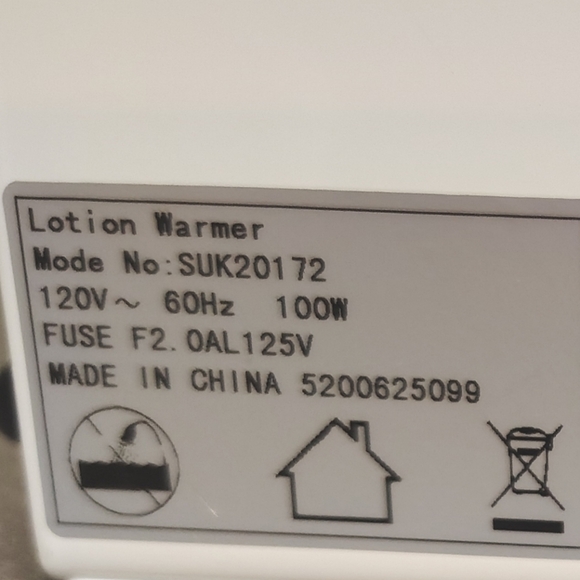 Lotion Warmer
Mode No:SUK20172
120V~ 60Hz 100W
FUSE F2.0AL125V
MADE IN CHINA 5200625099